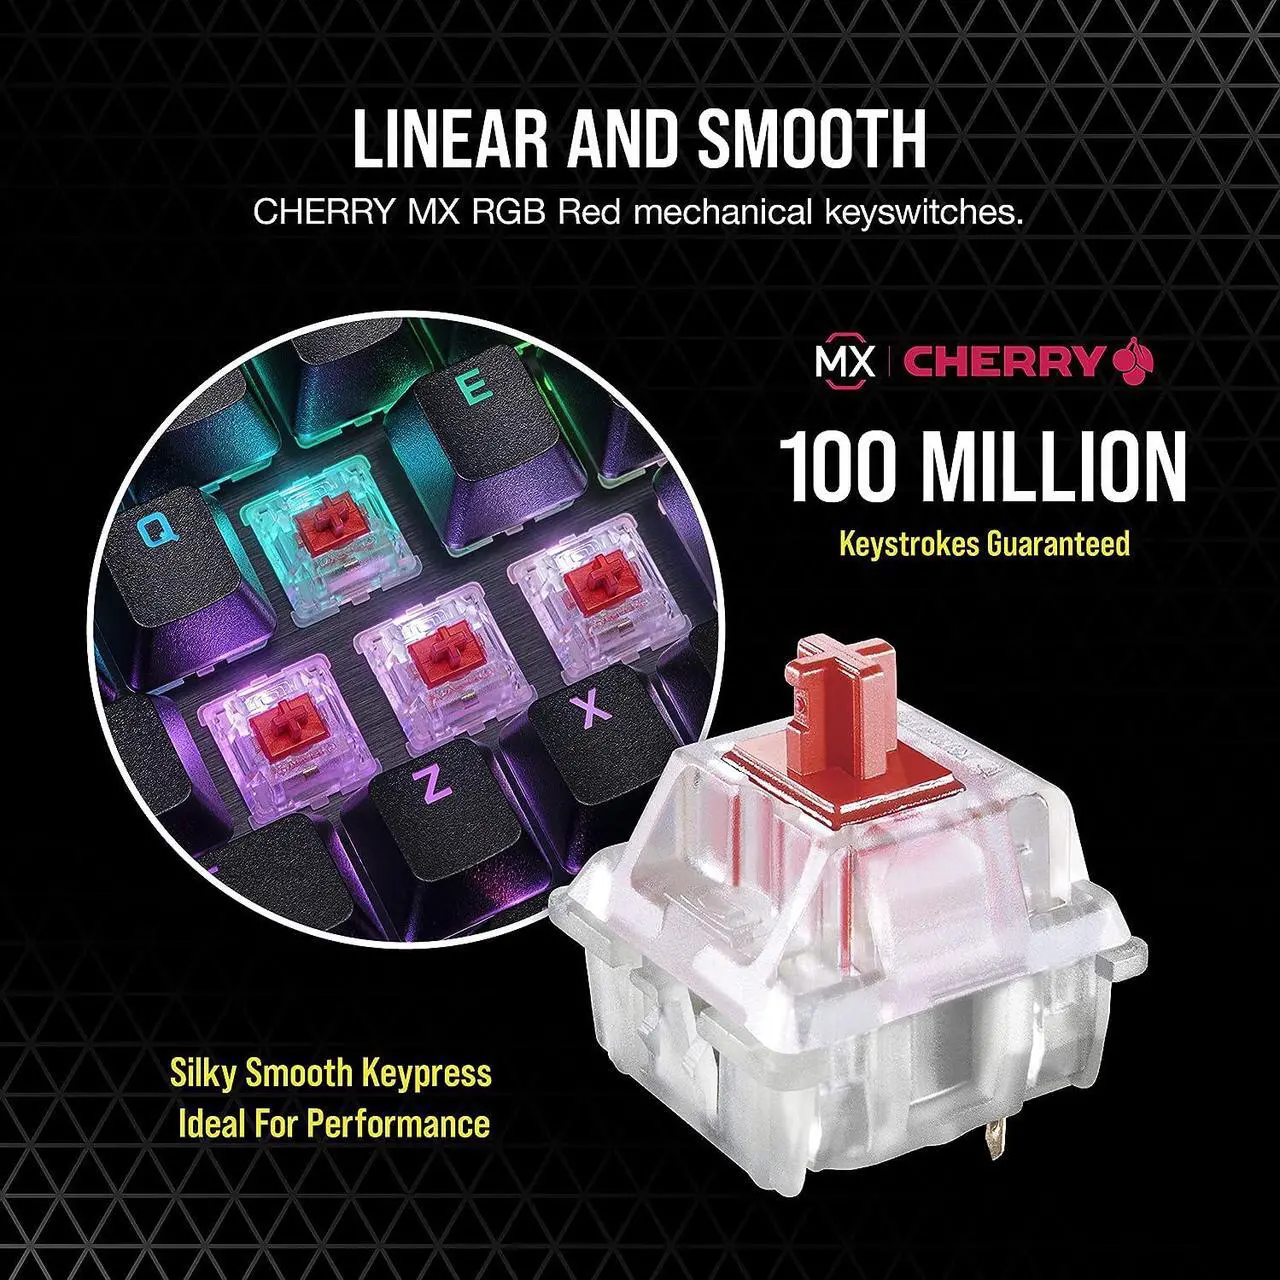 LINEAR AND SMOOTH
CHERRY MX RGB Red mechanical keyswitches.
MX | CHERRY
100 MILLION
Keystrokes Guaranteed
E
Q
X
Z
Silky Smooth Keypress
Ideal For Performance